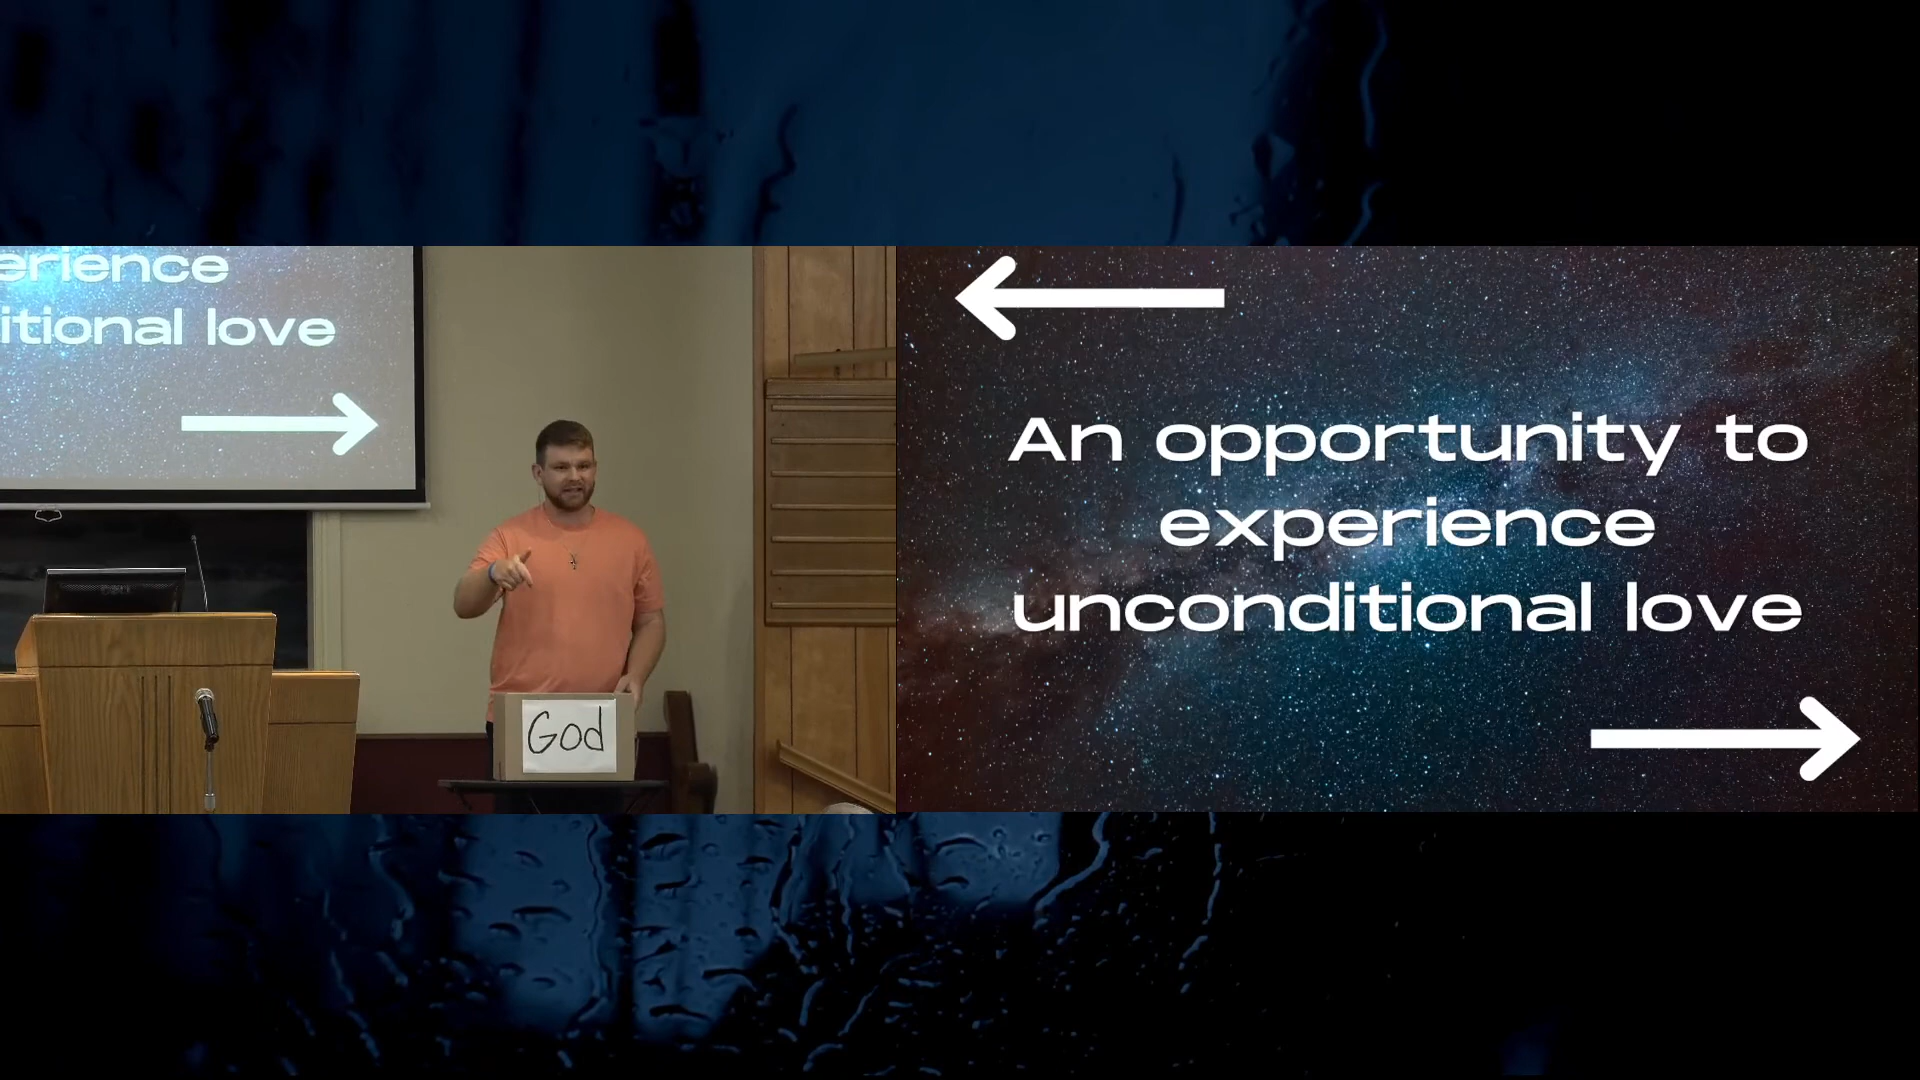 erience
itional love
God
An opportunity to
experience
unconditional love